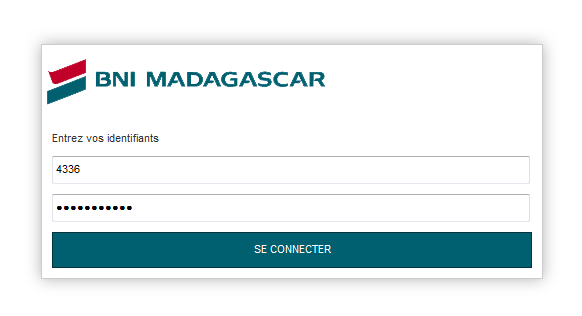 BNI MADAGASCAR
Entrez vos identifiants
4336
•••••••••••
SE CONNECTER